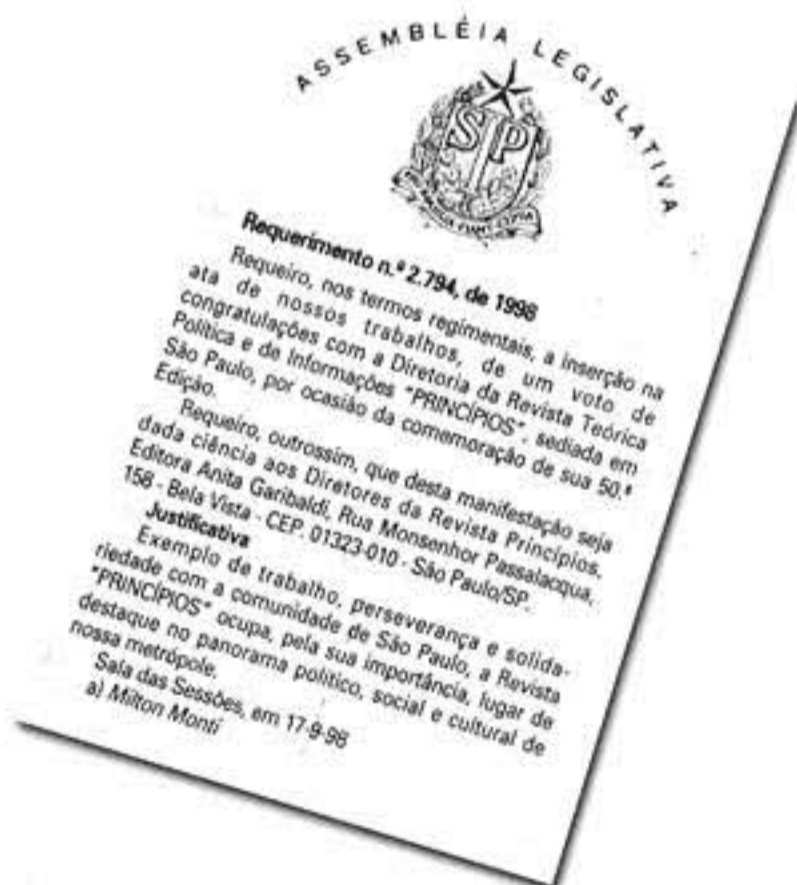 ASSEMBLÉIA LEGISLATIVA
SP
Requerimento n.º 2.794, de 1998
Requeiro, nos termos regimentais, a inserção na
ata de nossos trabalhos, de um voto de
congratulações com a Diretoria da Revista Teórica
Política e de Informações "PRINCÍPIOS", sediada em
São Paulo, por ocasião da comemoração de sua 50.ª
Edição.
Requeiro, outrossim, que desta manifestação seja
dada ciência aos Diretores da Revista Princípios,
Editora Anita Garibaldi, Rua Monsenhor Passalacqua,
158 - Bela Vista - CEP. 01323-010 - São Paulo/SP.
Justificativa
Exemplo de trabalho, perseverança e solida-
riedade com a comunidade de São Paulo, a Revista
"PRINCÍPIOS" ocupa, pela sua importância, lugar de
destaque no panorama político, social e cultural de
nossa metrópole.
Sala das Sessões, em 17-9-98
a) Milton Monti